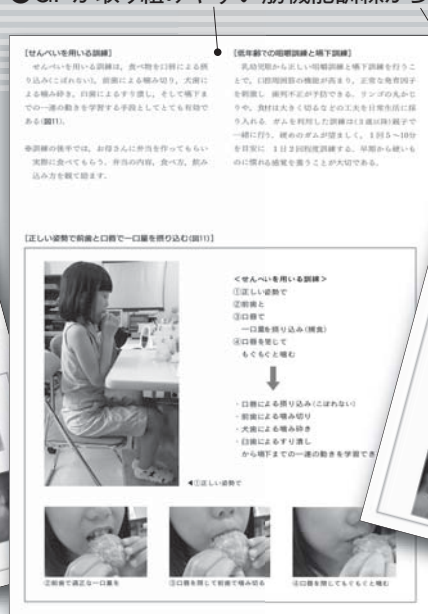 [せんべいを用いる訓練]
せんべいを用いる訓練は，食べ物を口唇による摂
り込み(こぼれない)，前歯による噛み切り，犬歯に
よる噛み砕き，臼歯によるすり潰し，そして嚥下ま
での一連の動きを学習する手段としてとても有効で
ある(図11)。
※訓練の後半では，お母さんに弁当を作ってもらい
実際に食べてもらう。弁当の内容，食べ方，飲み
込み方を観て励ます。
[低年齢での咀嚼訓練と嚥下訓練]
乳幼児期から正しい咀嚼訓練と嚥下訓練を行うこ
とで，口腔周囲筋の機能が高まり，正常な発育因子
を刺激し 歯列不正が予防できる。リンゴの丸かじ
りや，食材は大きく切るなどの工夫を日常生活に採
り入れる ガムを利用した訓練は(3歳以降)親子で
一緒に行う。硬めのガムが望ましく，1回5～10分
を目安に 1日2回程度訓練する。早期から硬いも
のに慣れる感覚を養うことが大切である。
[正しい姿勢で前歯と口唇で一口量を摂り込む(図11)]
＜せんべいを用いる訓練＞
①正しい姿勢で
②前歯と
③口唇で
一口量を摂り込み(捕食)
④口唇を閉じて
もぐもぐと噛む
・口唇による摂り込み(こぼれない)
・前歯による噛み切り
・犬歯による噛み砕き
・臼歯によるすり潰し
から嚥下までの一連の動きを学習でき
◀①正しい姿勢で
②前歯で適正な一口量を
③口唇を閉じて前歯で噛み切る
④口唇を閉じてもぐもぐと噛む